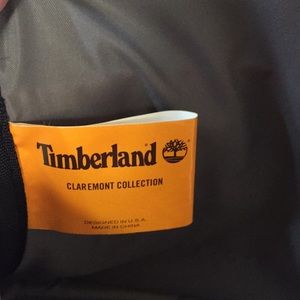 Timberland
CLAREMONT COLLECTION
DESIGNED IN U.S.A.
MADE IN CHINA